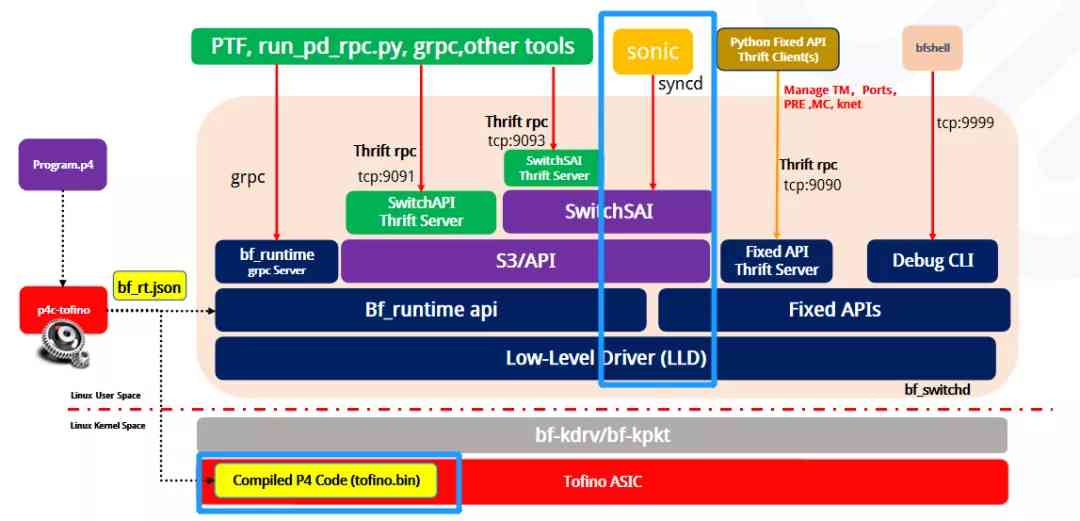 PTF, run_pd_rpc.py, grpc,other tools
sonic
syncd
Python Fixed API
Thrift Client(s)
bfshell
Manage TM，Ports，
PRE ,MC, knet
tcp:9999
Program.p4
grpc
Thrift rpc
tcp:9091
Thrift rpc
tcp:9093
SwitchSAI
Thrift Server
Thrift rpc
tcp:9090
SwitchAPI
Thrift Server
SwitchSAI
bf_runtime
grpc Server
S3/API
Fixed API
Thrift Server
Debug CLI
bf_rt.json
p4c-tofino
Bf_runtime api
Fixed APIs
Low-Level Driver (LLD)
bf_switchd
Linux User Space
Linux Kernel Space
bf-kdrv/bf-kpkt
Compiled P4 Code (tofino.bin)
Tofino ASIC